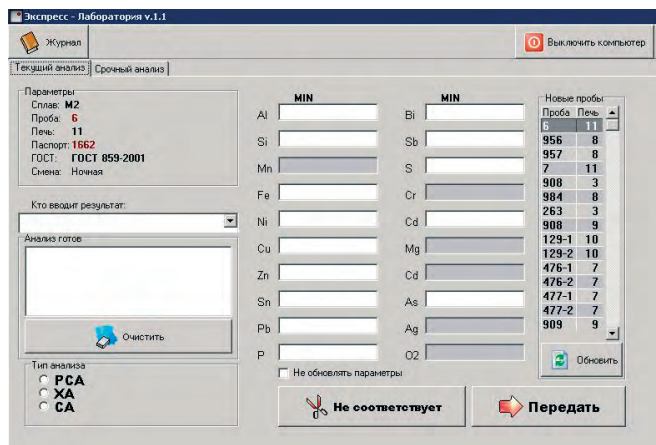 Экспресс - Лаборатория v.1.1
Журнал
Выключить компьютер
Текущий анализ
Срочный анализ
Параметры
Сплав: М2
Проба: 6
Печь: 11
Паспорт: 1662
ГОСТ: ГОСТ 859-2001
Смена: Ночная
Кто вводит результат:
Анализ готов
Очистить
Тип анализа
РСА
ХА
СА
MIN
Al
Si
Mn
Fe
Ni
Cu
Zn
Sn
Pb
P
MIN
Bi
Sb
S
Cr
Cd
Mg
Cd
As
Ag
O2
Не обновлять параметры
Не соответствует
Передать
Новые пробы
Проба Печь
6 11
956 8
957 8
7 11
908 3
984 8
263 3
908 9
129-1 10
129-2 10
476-1 7
476-2 7
477-1 7
477-2 7
909 9
Обновить